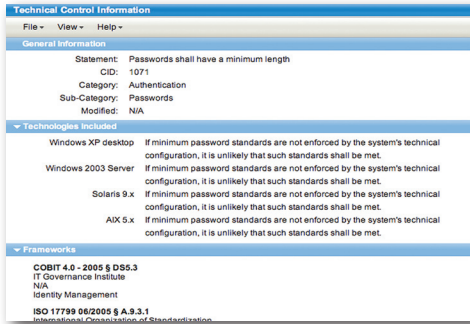 Technical Control Information
File View Help
General Information
Statement: Passwords shall have a minimum length
CID: 1071
Category: Authentication
Sub-Category: Passwords
Modified: N/A
Technologies Included
Windows XP desktop If minimum password standards are not enforced by the system's technical
configuration, it is unlikely that such standards shall be met.
Windows 2003 Server If minimum password standards are not enforced by the system's technical
configuration, it is unlikely that such standards shall be met.
Solaris 9.x If minimum password standards are not enforced by the system's technical
configuration, it is unlikely that such standards shall be met.
AIX 5.x If minimum password standards are not enforced by the system's technical
configuration, it is unlikely that such standards shall be met.
Frameworks
COBIT 4.0 - 2005 § DS5.3
IT Governance Institute
N/A
Identity Management
ISO 17799 06/2005 § A.9.3.1
International Organization of Standardization